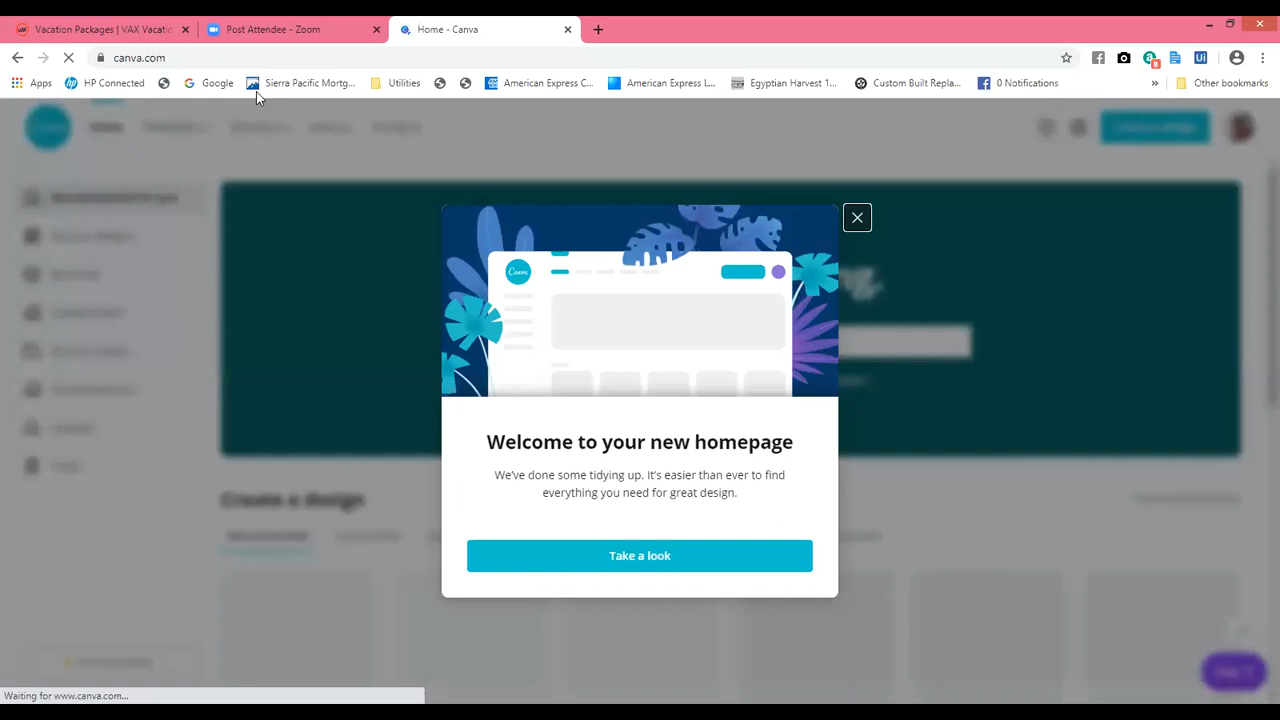 Vacation Packages | VAX Vacatio
Post Attendee - Zoom
Home - Canva
canva.com
Apps
HP Connected
Google
Sierra Pacific Mortg...
Utilities
American Express C...
American Express L...
Egyptian Harvest 1...
Custom Built Repla...
0 Notifications
»
Other bookmarks
Canva
Welcome to your new homepage
We've done some tidying up. It's easier than ever to find
everything you need for great design.
Take a look
Create a design
Waiting for www.canva.com...